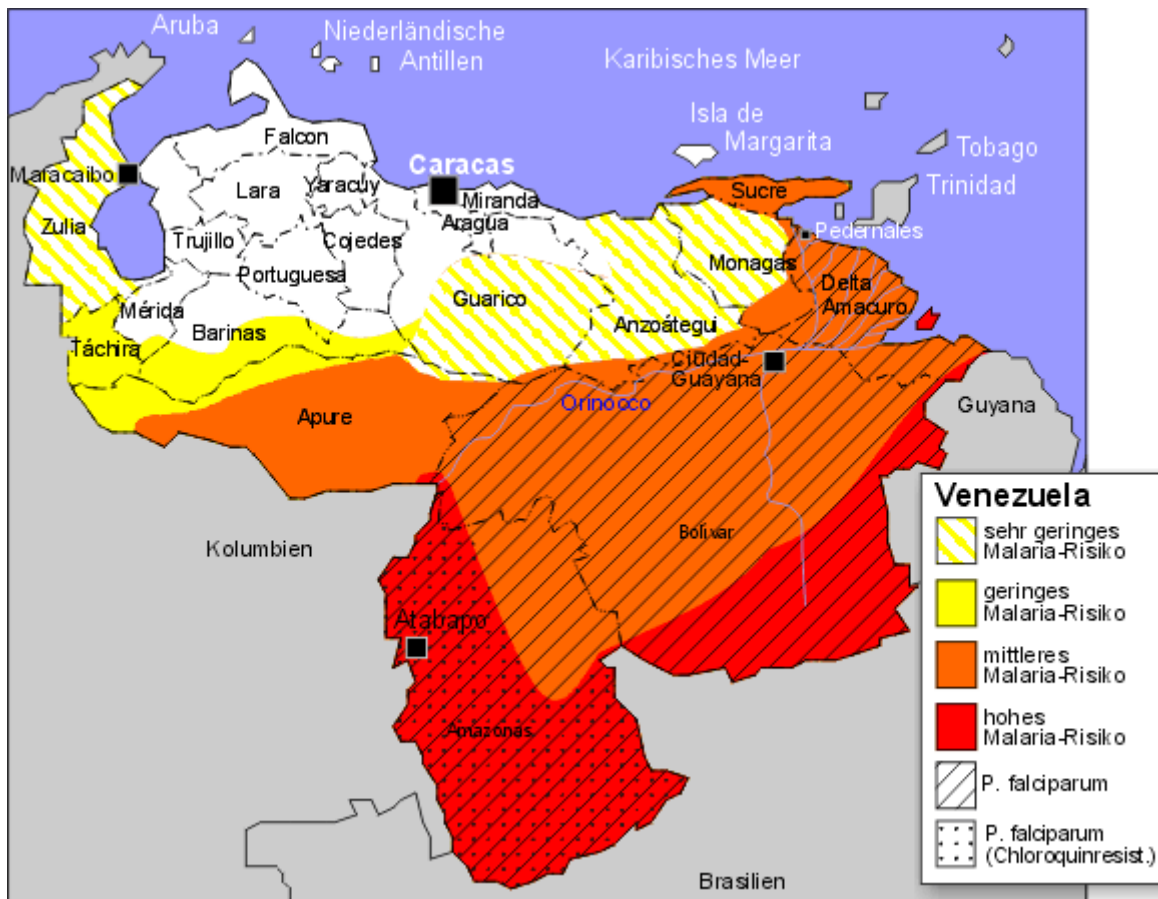 Aruba
Niederländische
Antillen
Karibisches Meer
Isla de
Margarita
Tobago
Trinidad
Falcon
Caracas
Maracaibo
Lara
Yaracuy
Miranda
Sucre
Aragua
Zulia
Trujillo
Cojedes
Pedernales
Portuguesa
Monagas
Delta
Amacuro
Guarico
Mérida
Barinas
Anzoátegui
Táchira
Ciudad-
Guayana
Apure
Orinocco
Guyana
Kolumbien
Bolivar
Atabapo
Amazonas
Brasilien
Venezuela
sehr geringes
Malaria-Risiko
geringes
Malaria-Risiko
mittleres
Malaria-Risiko
hohes
Malaria-Risiko
P. falciparum
P. falciparum
(Chloroquinresist.)